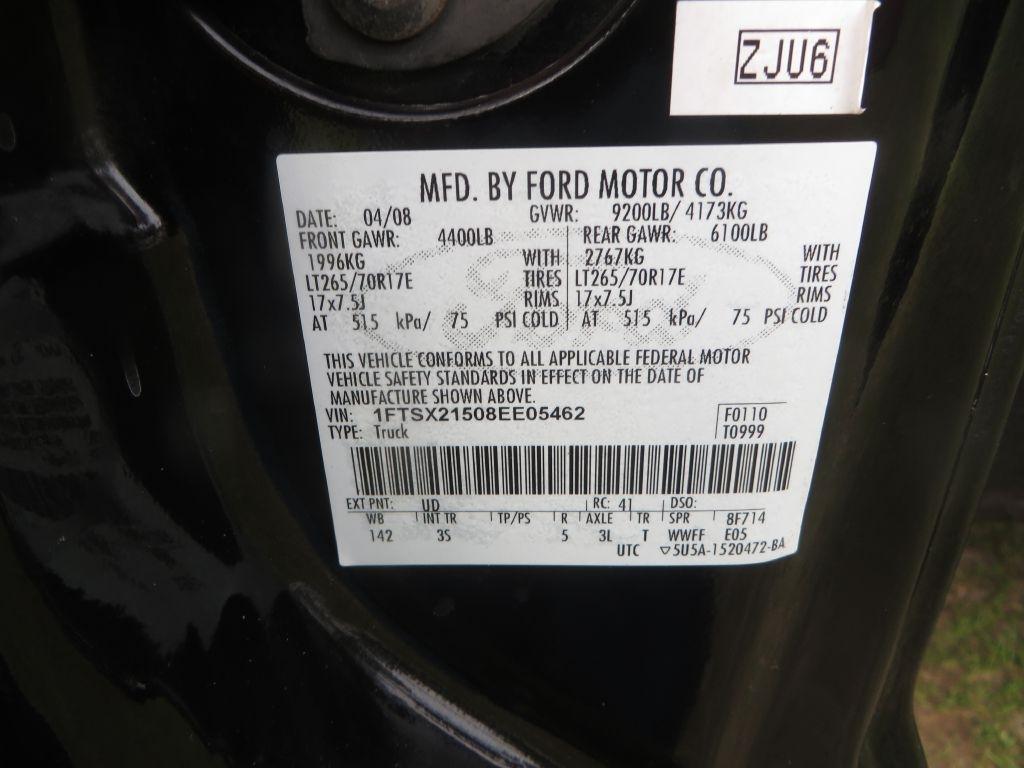 ZJU6
MFD. BY FORD MOTOR CO.
DATE: 04/08 GVWR: 9200LB/ 4173KG
FRONT GAWR: 4400LB REAR GAWR: 6100LB
1996KG WITH 2767KG WITH
LT265/70R17E TIRES LT265/70R17E TIRES
17x7.5J RIMS 17x7.5J RIMS
AT 515 kPa/ 75 PSI COLD AT 515 kPa/ 75 PSI COLD
THIS VEHICLE CONFORMS TO ALL APPLICABLE FEDERAL MOTOR
VEHICLE SAFETY STANDARDS IN EFFECT ON THE DATE OF
MANUFACTURE SHOWN ABOVE.
VIN: 1FTSX21508EE05462 F0110
TYPE: Truck T0999
EXT PNT: UD RC: 41 DSO:
WB INT TR TP/PS R AXLE TR SPR 8F714
142 3S 5 3L T WWFF E05
UTC ▽5U5A-1520472-BA